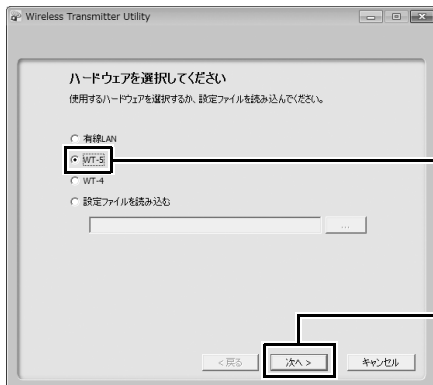 Wireless Transmitter Utility
ハードウェアを選択してください
使用するハードウェアを選択するか、設定ファイルを読み込んでください。
有線LAN
WT-5
WT-4
設定ファイルを読み込む
...
< 戻る
次へ >
キャンセル